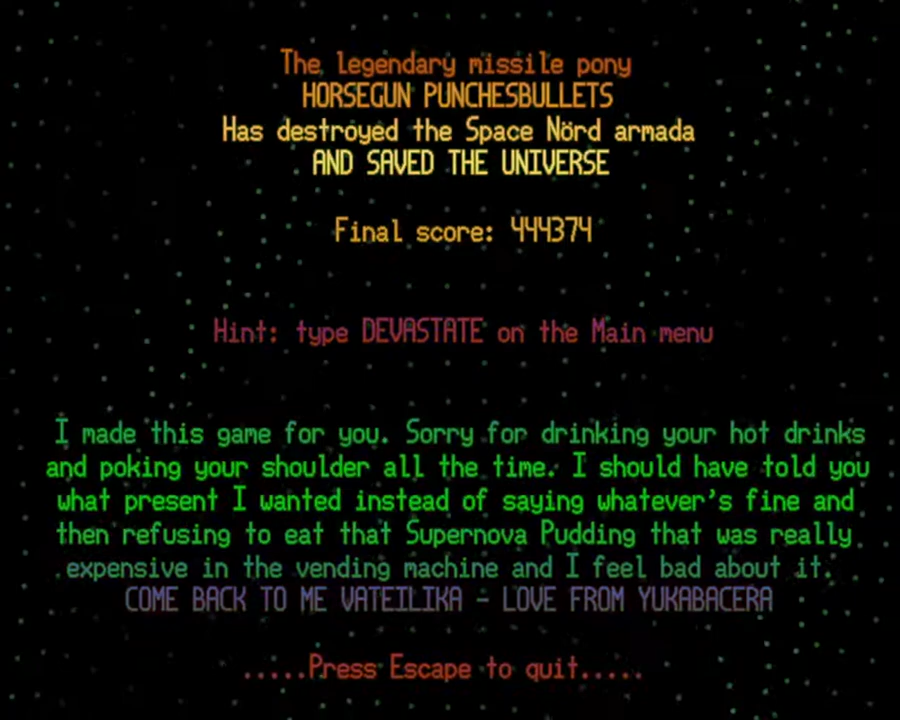 The legendary missile pony
HORSEGUN PUNCHESBULLETS
Has destroyed the Space Nörd armada
AND SAVED THE UNIVERSE
Final score: 444374
Hint: type DEVASTATE on the Main menu
I made this game for you. Sorry for drinking your hot drinks
and poking your shoulder all the time. I should have told you
what present I wanted instead of saying whatever's fine and
then refusing to eat that Supernova Pudding that was really
expensive in the vending machine and I feel bad about it.
COME BACK TO ME VATEILIKA - LOVE FROM YUKABACERA
.....Press Escape to quit.....